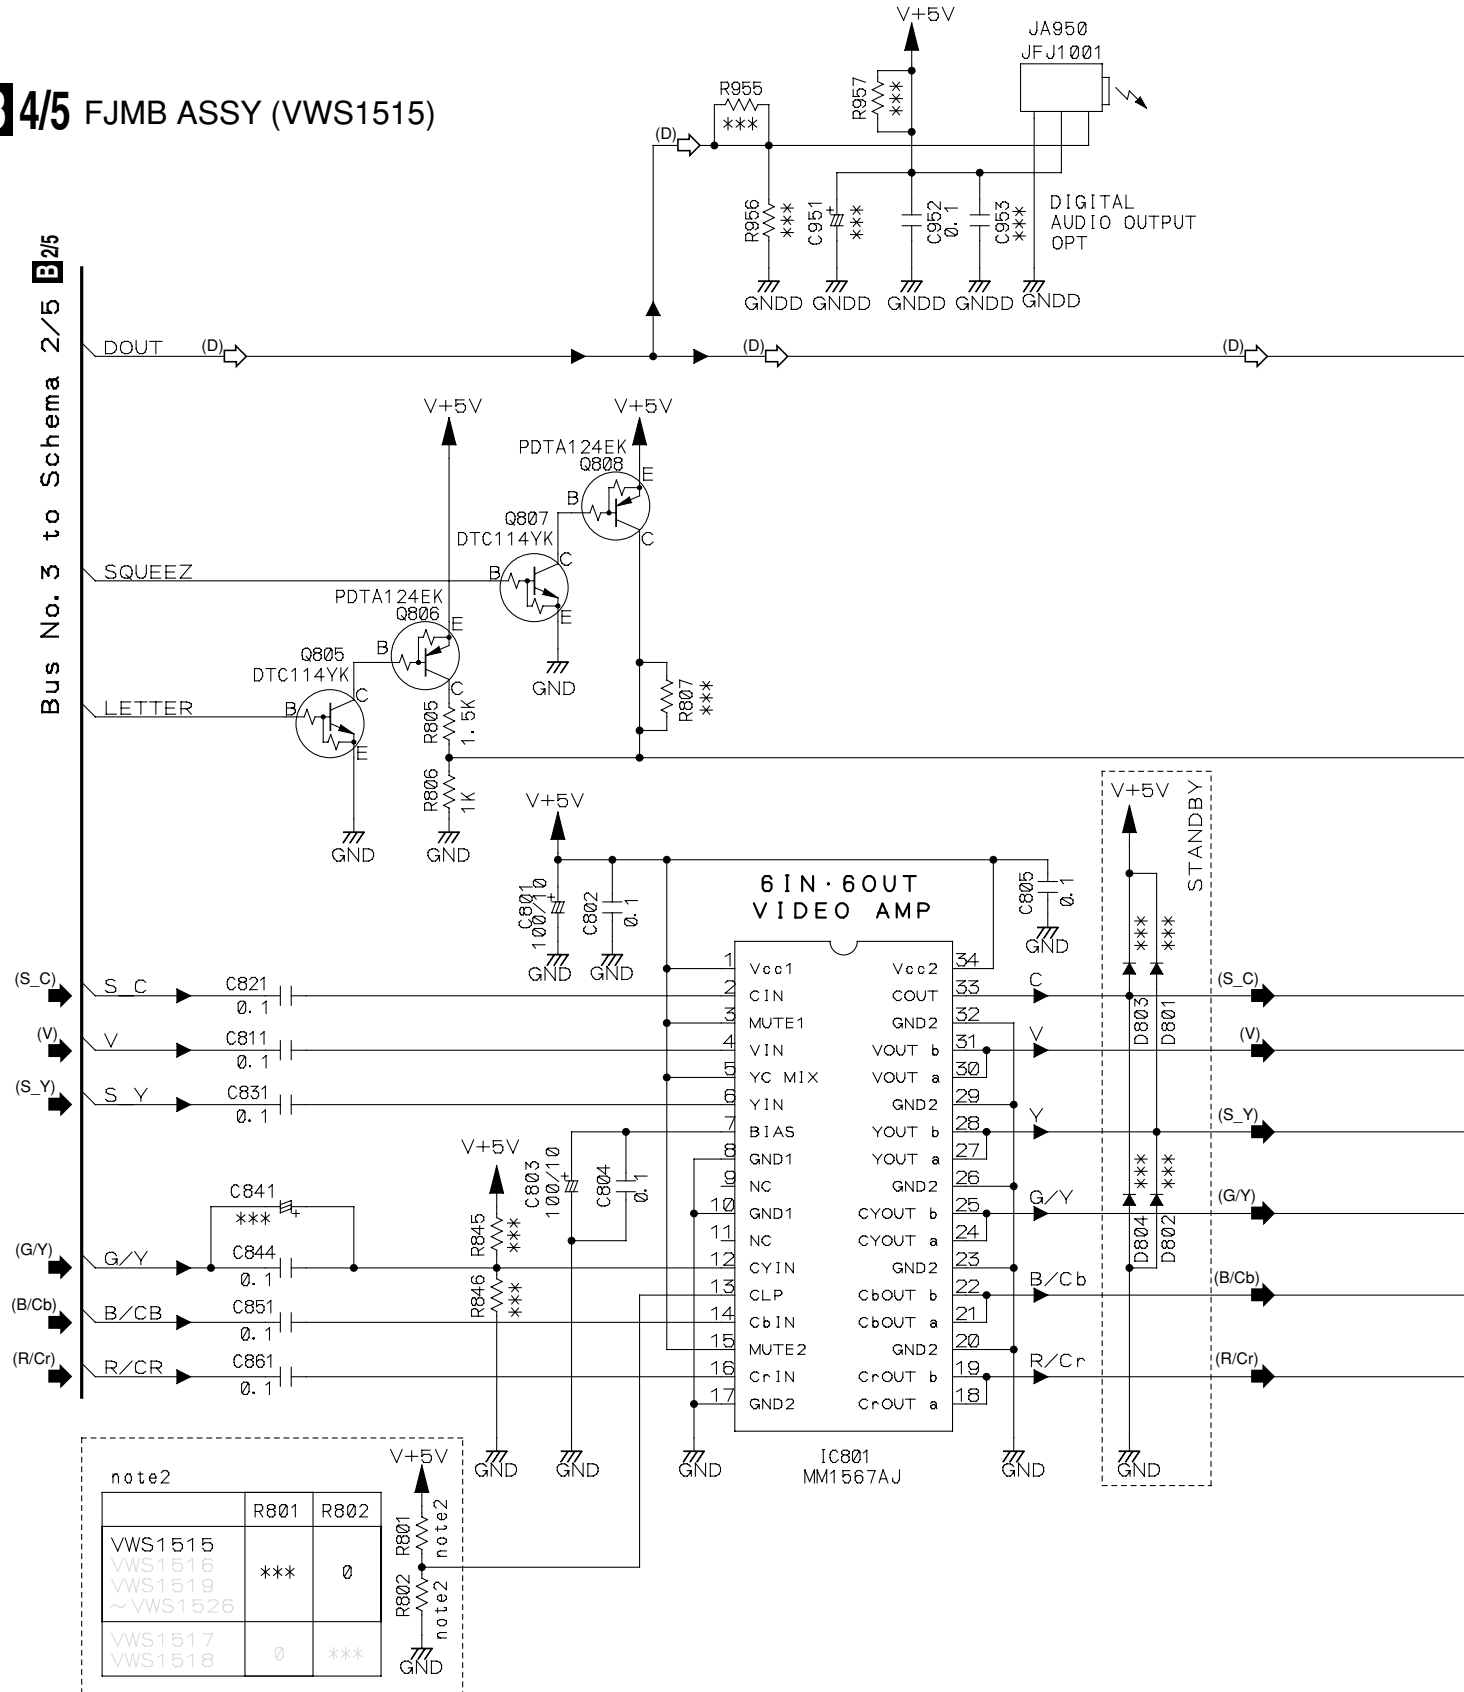 B 4/5 FJMB ASSY (VWS1515)
V+5V
JA950
JFJ1001
R955
***
R957
***
(D)
R956
***
C951
+
***
C952
0.1
C953
***
DIGITAL
AUDIO OUTPUT
OPT
GNDD
GNDD
GNDD
GNDD
GNDD
Bus No. 3 to Schema 2/5 B 2/5
DOUT
(D)
(D)
(D)
V+5V
V+5V
PDTA124EK
Q808
E
B
C
Q807
DTC114YK
SQUEEZ
B
C
E
GND
PDTA124EK
Q806
E
B
C
Q805
DTC114YK
LETTER
B
C
E
GND
R805
1.5K
R806
1K
GND
R807
***
V+5V
C801
100/10
+
C802
0.1
GND
GND
6IN·6OUT
VIDEO AMP
C805
0.1
GND
V+5V
STANDBY
***
***
D803
D801
***
***
D804
D802
GND
(S_C)
S_C
C821
0.1
(V)
V
C811
0.1
(S_Y)
S_Y
C831
0.1
V+5V
C803
100/10
+
C804
0.1
C841
***
+
R845
***
(G/Y)
G/Y
C844
0.1
R846
***
(B/Cb)
B/CB
C851
0.1
(R/Cr)
R/CR
C861
0.1
1 Vcc1
2 CIN
3 MUTE1
4 VIN
5 YC MIX
6 YIN
7 BIAS
8 GND1
9 NC
10 GND1
11 NC
12 CYIN
13 CLP
14 CbIN
15 MUTE2
16 CrIN
17 GND2
Vcc2 34
COUT 33
GND2 32
VOUT b 31
VOUT a 30
GND2 29
YOUT b 28
YOUT a 27
GND2 26
CYOUT b 25
CYOUT a 24
GND2 23
CbOUT b 22
CbOUT a 21
GND2 20
CrOUT b 19
CrOUT a 18
C
(S_C)
V
(V)
Y
(S_Y)
G/Y
(G/Y)
B/Cb
(B/Cb)
R/Cr
(R/Cr)
GND
GND
GND
IC801
MM1567AJ
GND
note2
R801 R802
VWS1515
VWS1516
VWS1519
~VWS1526
*** 0
VWS1517
VWS1518
0 ***
V+5V
R801
note2
R802
note2
GND